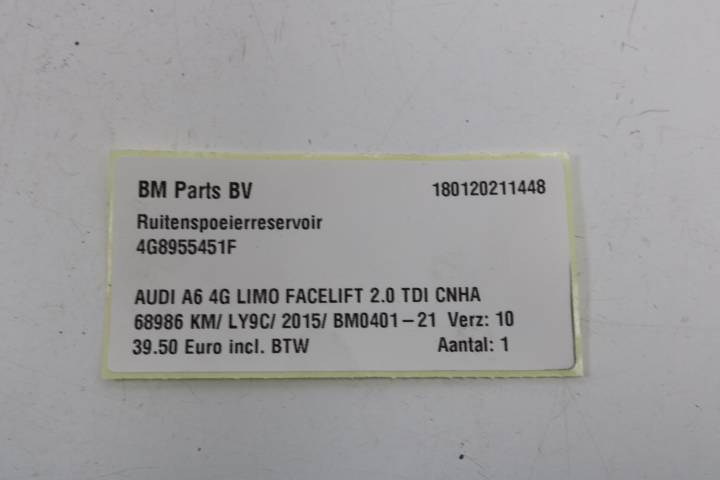 BM Parts BV 180120211448
Ruitenspoeierreservoir
4G8955451F
AUDI A6 4G LIMO FACELIFT 2.0 TDI CNHA
68986 KM/ LY9C/ 2015/ BM0401-21 Verz: 10
39.50 Euro incl. BTW Aantal: 1